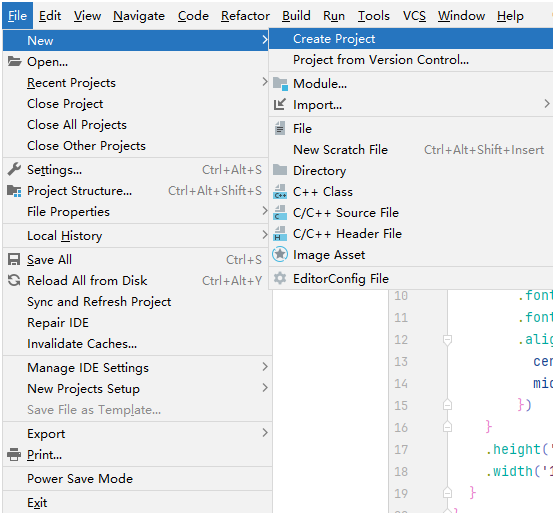 File Edit View Navigate Code Refactor Build Run Tools VCS Window Help
New
Open...
Recent Projects
Close Project
Close All Projects
Close Other Projects
Settings... Ctrl+Alt+S
Project Structure... Ctrl+Alt+Shift+S
File Properties
Local History
Save All Ctrl+S
Reload All from Disk Ctrl+Alt+Y
Sync and Refresh Project
Repair IDE
Invalidate Caches...
Manage IDE Settings
New Projects Setup
Save File as Template...
Export
Print...
Power Save Mode
Exit
Create Project
Project from Version Control...
Module...
Import...
File
New Scratch File Ctrl+Alt+Shift+Insert
Directory
C++ Class
C/C++ Source File
C/C++ Header File
Image Asset
EditorConfig File
10 .font
11 .font
12 .alig
13 cen
14 mid
15 })
16 }
17 .height('
18 .width('1
19 }